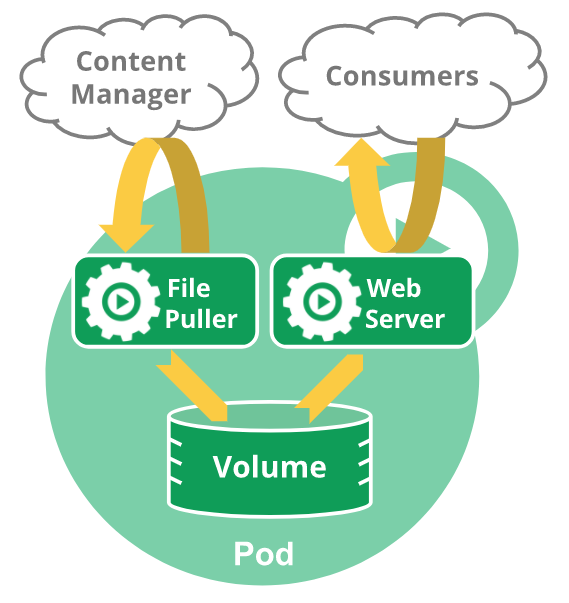 Content
Manager
Consumers
File
Puller
Web
Server
Volume
Pod